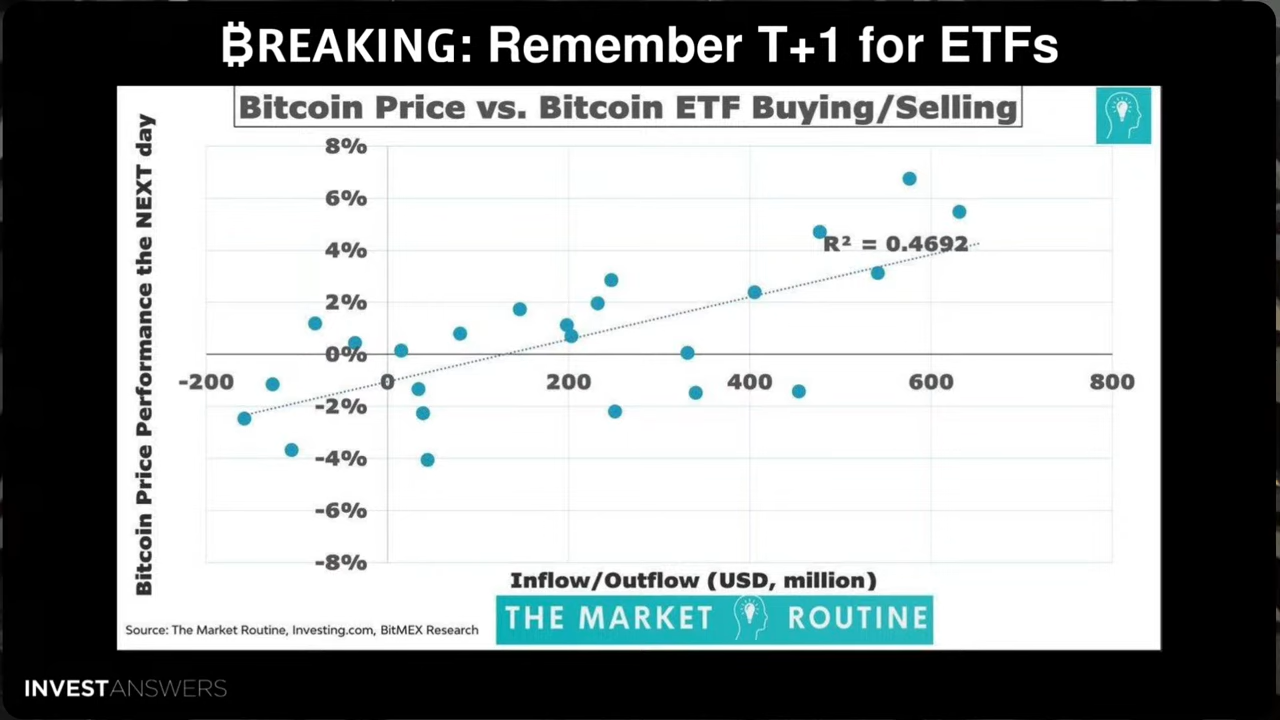 ₿REAKING: Remember T+1 for ETFs
Bitcoin Price vs. Bitcoin ETF Buying/Selling
Bitcoin Price Performance the NEXT day
8%
6%
4%
R² = 0.4692
2%
0%
-200
0
200
400
600
800
-2%
-4%
-6%
-8%
Inflow/Outflow (USD, million)
THE MARKET ROUTINE
Source: The Market Routine, Investing.com, BitMEX Research
INVESTANSWERS